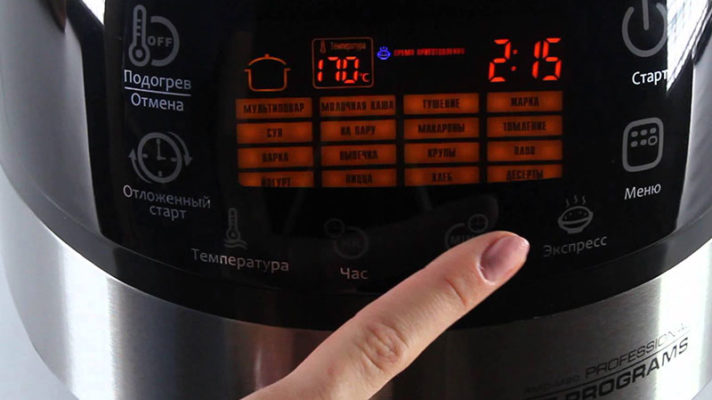 OFF
Подогрев
Отмена
Температура
170°C
ВРЕМЯ ПРИГОТОВЛЕНИЯ
2:15
Старт
МУЛЬТИПОВАР МОЛОЧНАЯ КАША ТУШЕНИЕ ЖАРКА
СУП НА ПАРУ МАКАРОНЫ ТОМЛЕНИЕ
ВАРКА ВЫПЕЧКА КРУПЫ ПЛОВ
ЙОГУРТ ПИЦЦА ХЛЕБ ДЕСЕРТЫ
Отложенный
старт
Меню
Температура
Час
Экспресс
PROFESSIONAL
PROGRAMS